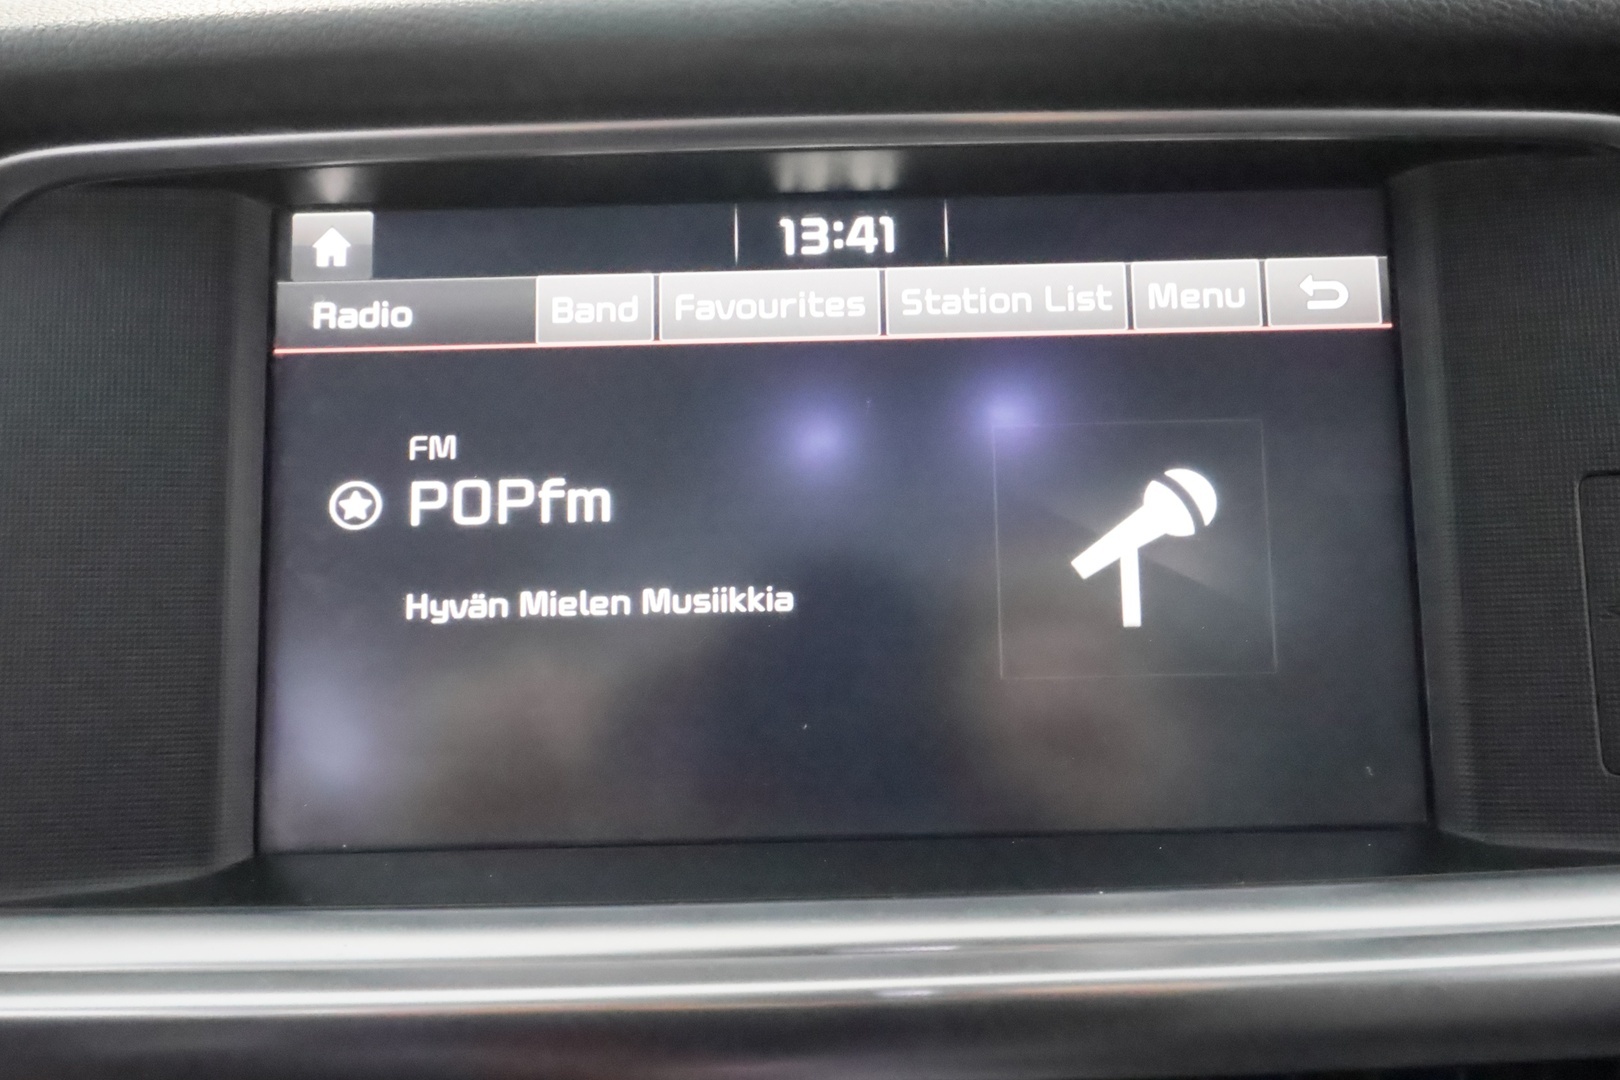 13:41
Radio Band Favourites Station List Menu
FM
POPfm
Hyvän Mielen Musiikkia